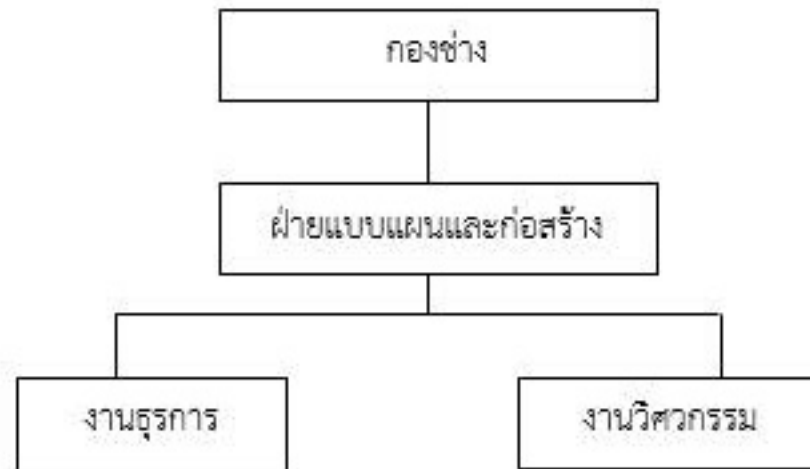 กองช่าง
ฝ่ายแบบแผนและก่อสร้าง
งานธุรการ
งานวิศวกรรม